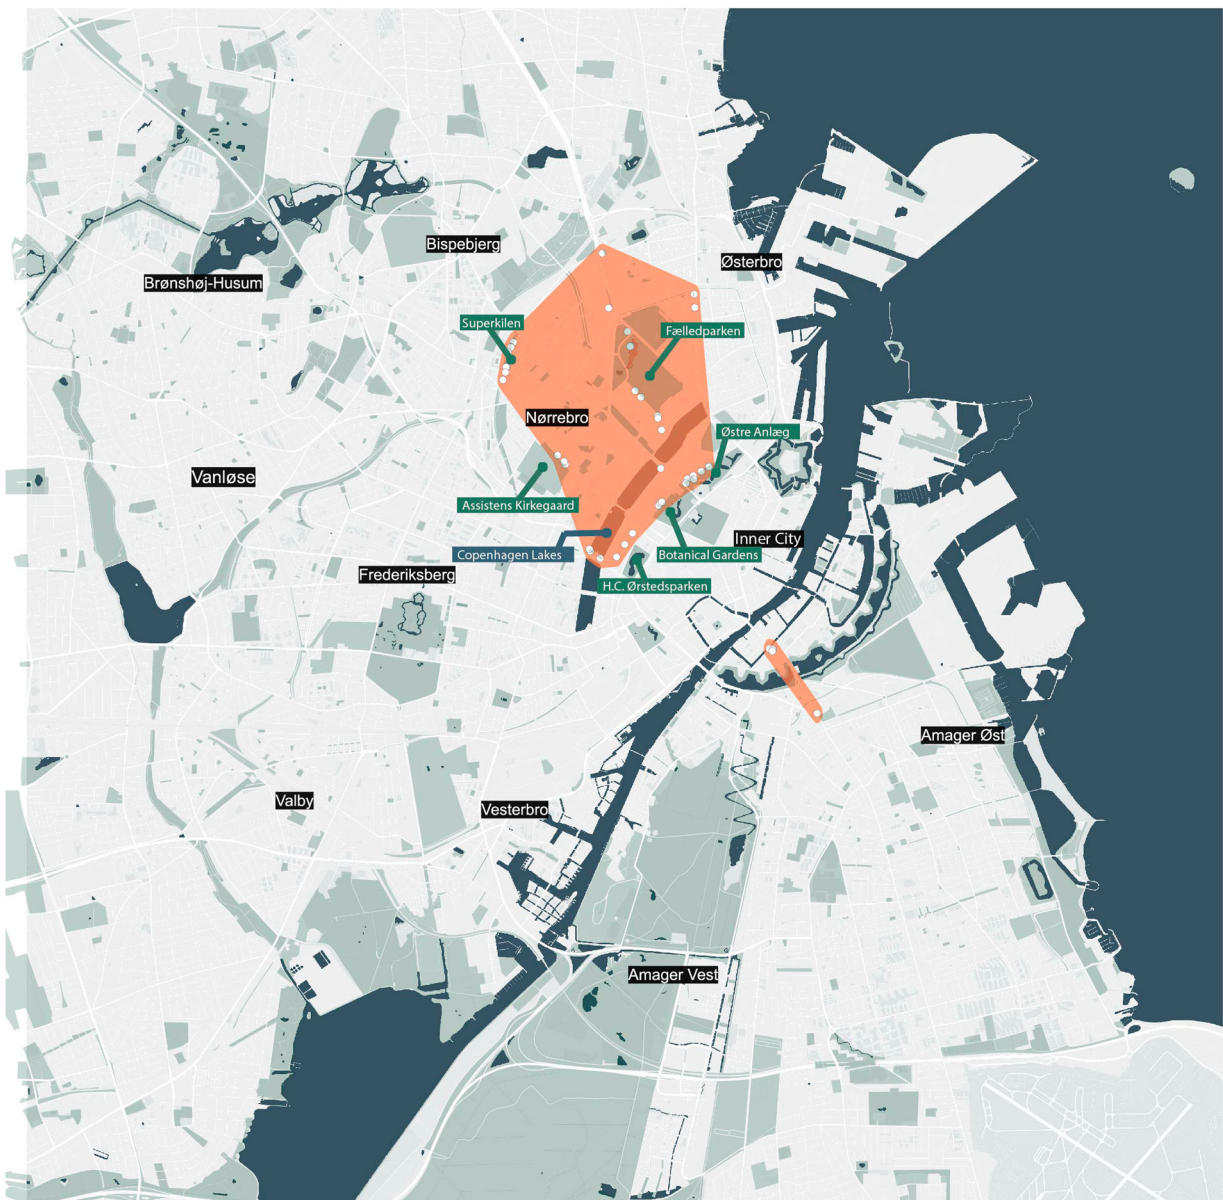 Bispebjerg
Østerbro
Brønshøj-Husum
Superkilen
Fælledparken
Nørrebro
Østre Anlæg
Vanløse
Assistens Kirkegaard
Inner City
Copenhagen Lakes
Botanical Gardens
Frederiksberg
H.C. Ørstedsparken
Amager Øst
Valby
Vesterbro
Amager Vest